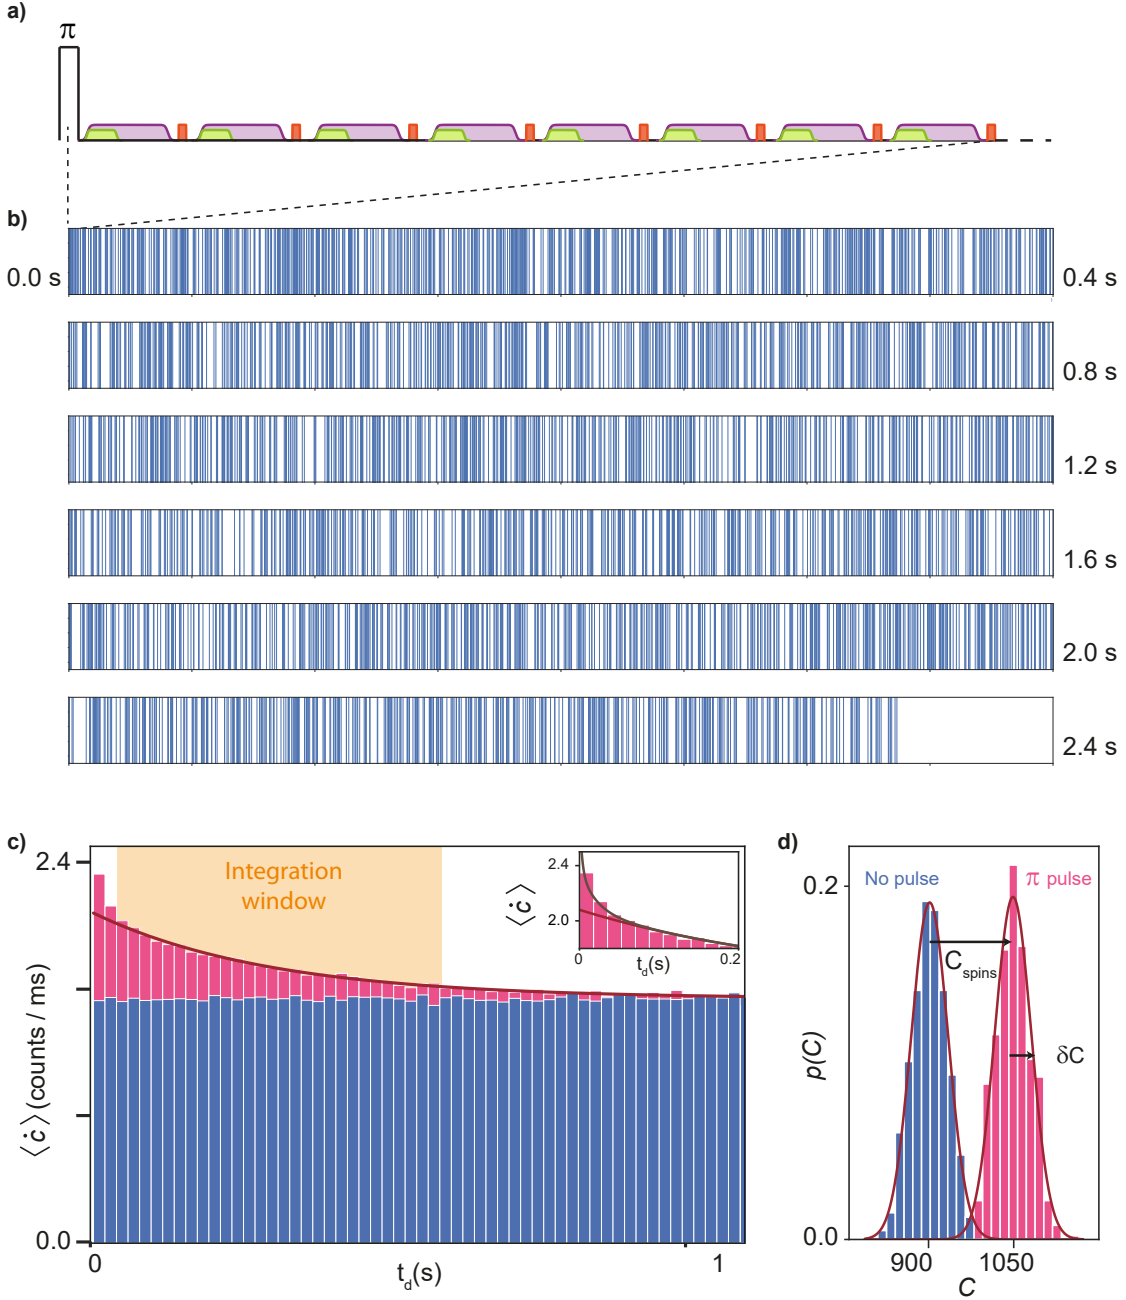 a)
π
b)
0.0 s
0.4 s
0.8 s
1.2 s
1.6 s
2.0 s
2.4 s
c)
⟨ċ⟩ (counts / ms)
2.4
0.0
0
1
t_d(s)
Integration
window
⟨ċ⟩
2.4
2.0
0
0.2
t_d(s)
d)
p(C)
0.2
0.0
No pulse
π pulse
C_spins
δC
900
1050
C